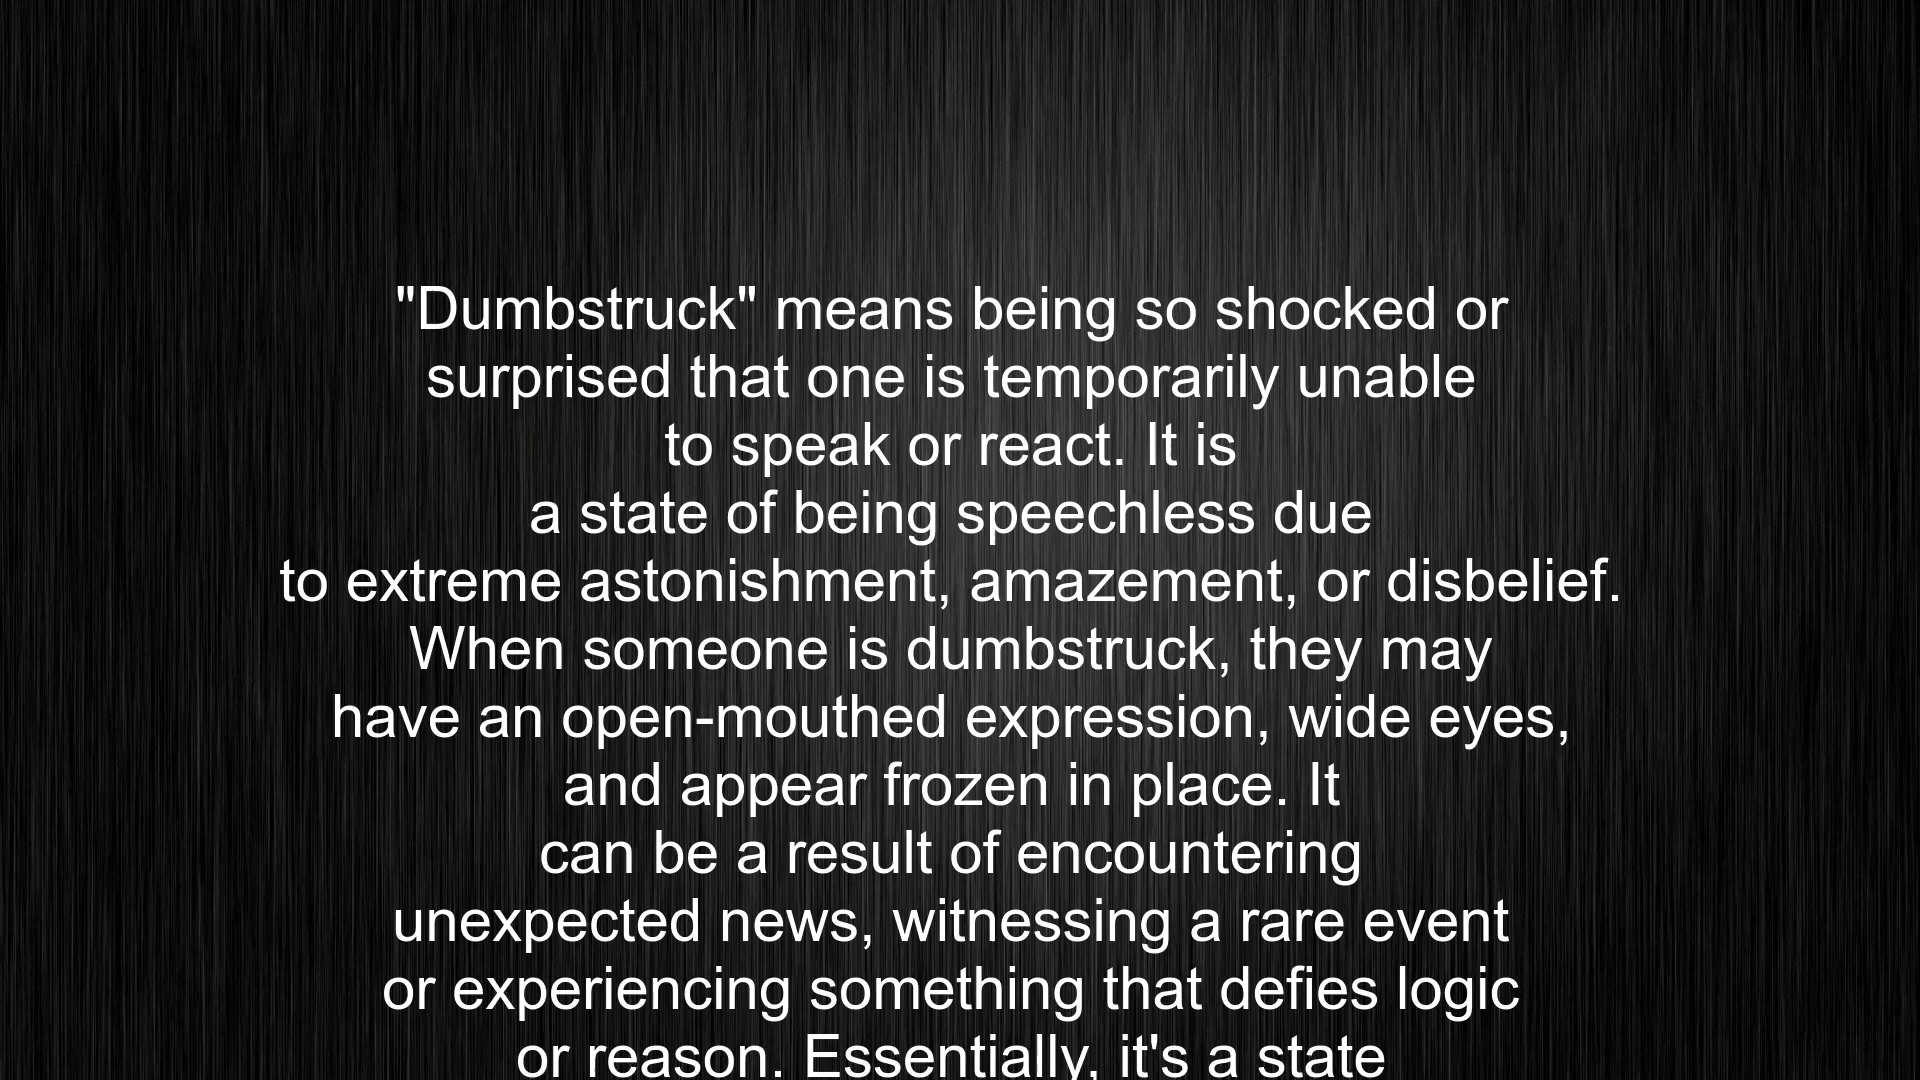 "Dumbstruck" means being so shocked or
surprised that one is temporarily unable
to speak or react. It is
a state of being speechless due
to extreme astonishment, amazement, or disbelief.
When someone is dumbstruck, they may
have an open-mouthed expression, wide eyes,
and appear frozen in place. It
can be a result of encountering
unexpected news, witnessing a rare event
or experiencing something that defies logic
or reason. Essentially, it's a state